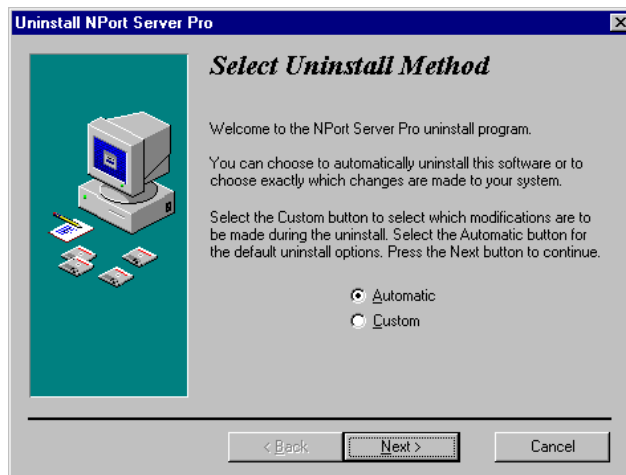 Uninstall NPort Server Pro
Select Uninstall Method
Welcome to the NPort Server Pro uninstall program.
You can choose to automatically uninstall this software or to
choose exactly which changes are made to your system.
Select the Custom button to select which modifications are to
be made during the uninstall. Select the Automatic button for
the default uninstall options. Press the Next button to continue.
Automatic
Custom
< Back
Next >
Cancel